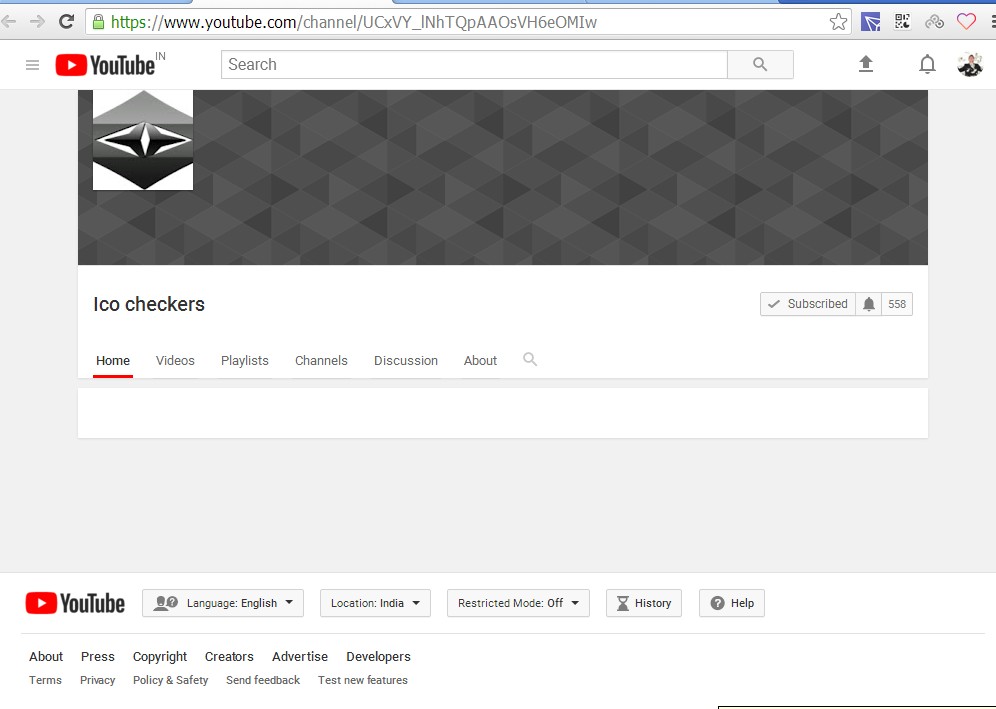 https://www.youtube.com/channel/UCxVY_lNhTQpAAOsVH6eOMIw
YouTube IN
Search
Ico checkers
Subscribed 558
Home Videos Playlists Channels Discussion About
YouTube Language: English Location: India Restricted Mode: Off History Help
About Press Copyright Creators Advertise Developers
Terms Privacy Policy & Safety Send feedback Test new features